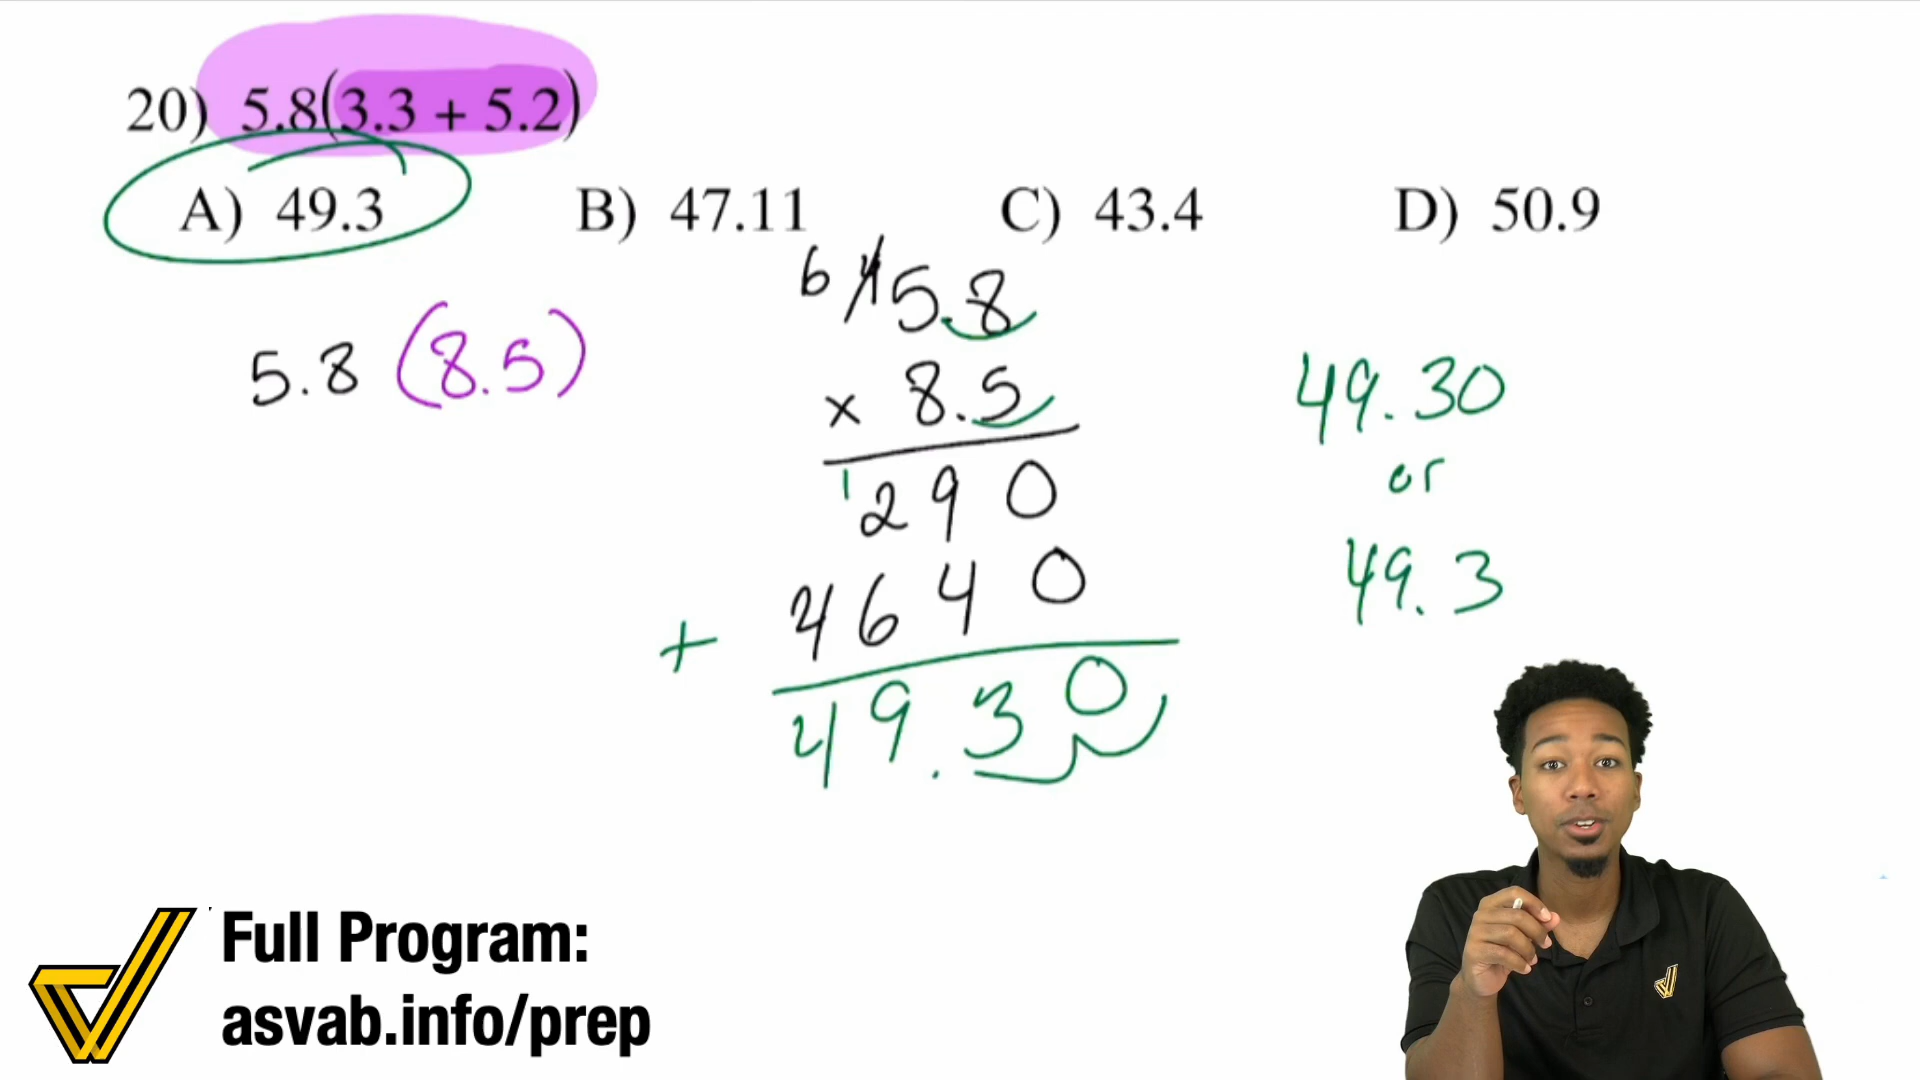 20) 5.8(3.3 + 5.2)
A) 49.3 B) 47.11 C) 43.4 D) 50.9
5.8 (8.5)
6 4 5.8
x 8.5
1 290
+ 4640
49.30
49.30
or
49.3
Full Program:
asvab.info/prep